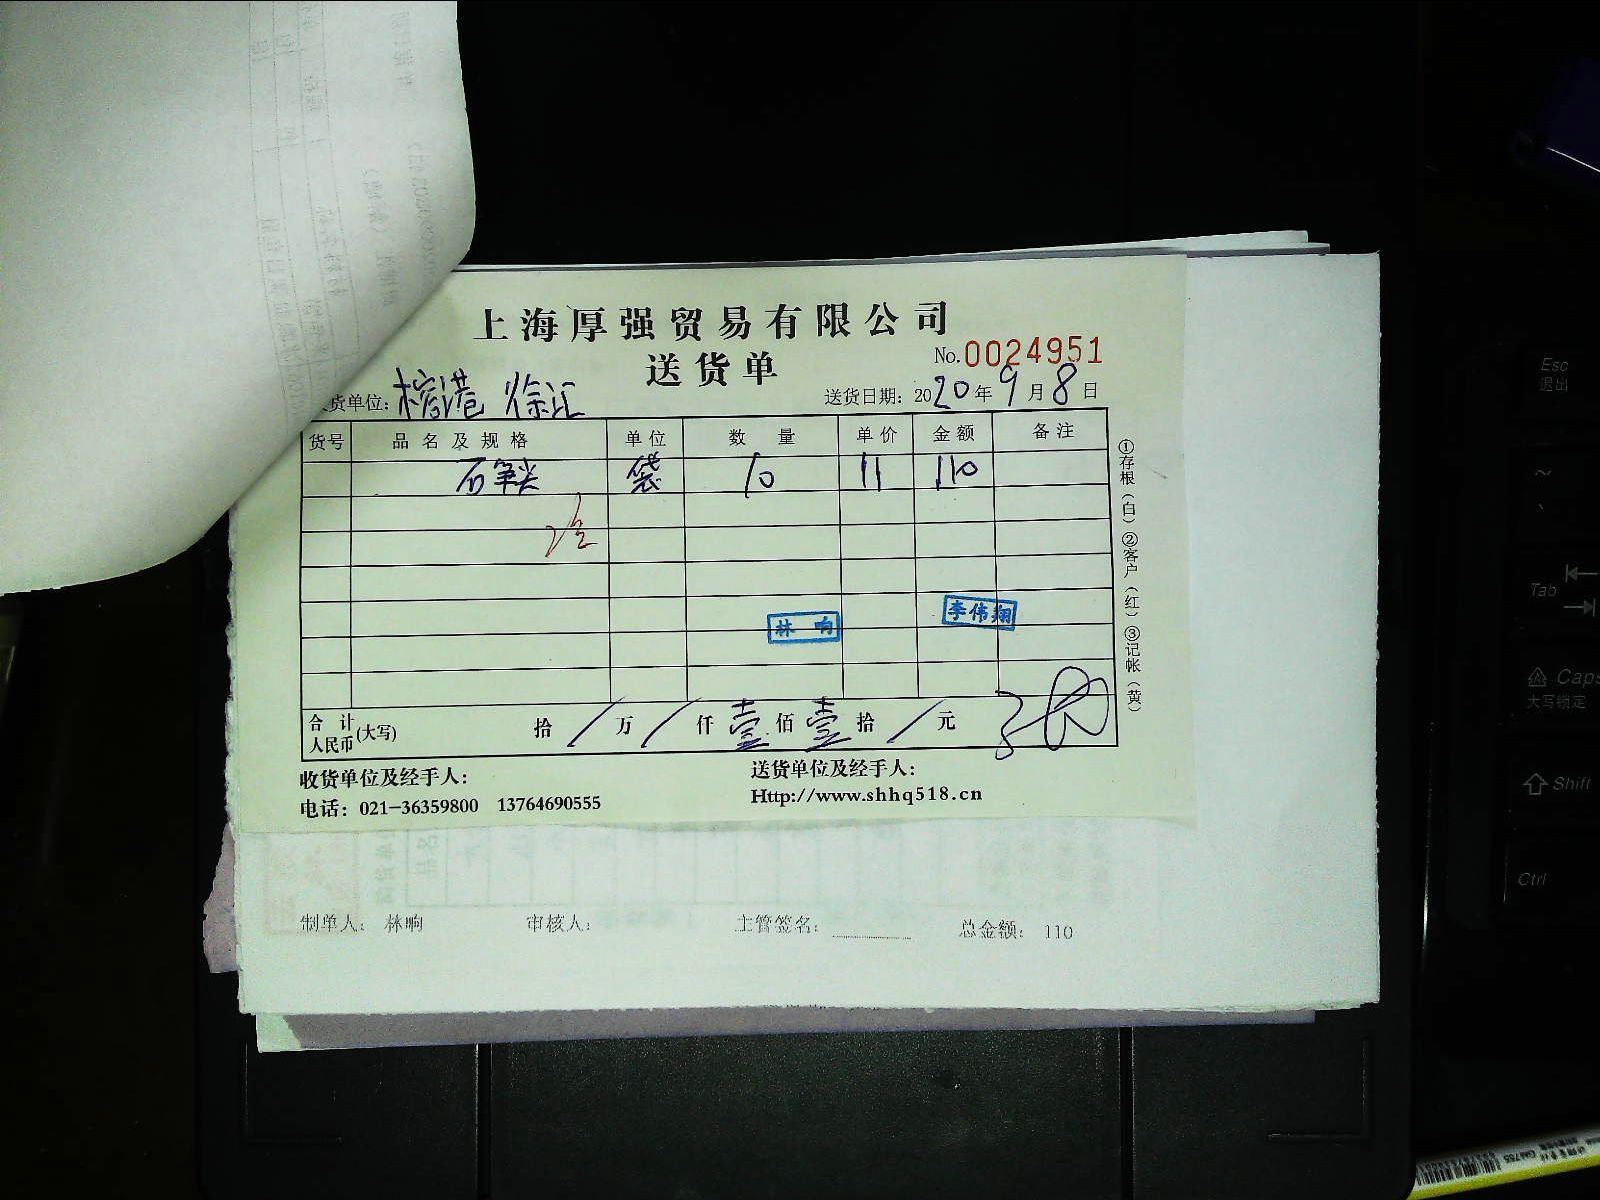 上海厚强贸易有限公司
送货单
No.0024951
货单位：榕港 徐汇
送货日期：2020年9月8日
货号 品名及规格 单位 数量 单价 金额 备注
石笔尖 袋 10 11 110
林响
李伟翔
合计人民币(大写) 拾/万/仟壹佰壹拾/元
①存根（白）②客户（红）③记帐（黄）
收货单位及经手人：
送货单位及经手人：
电话：021-36359800 13764690555
Http://www.shhq518.cn
制单人： 林响 审核人： 主管签名： 总金额： 110
Esc
退出
~
Tab
Caps
大写锁定
Shift
Ctrl